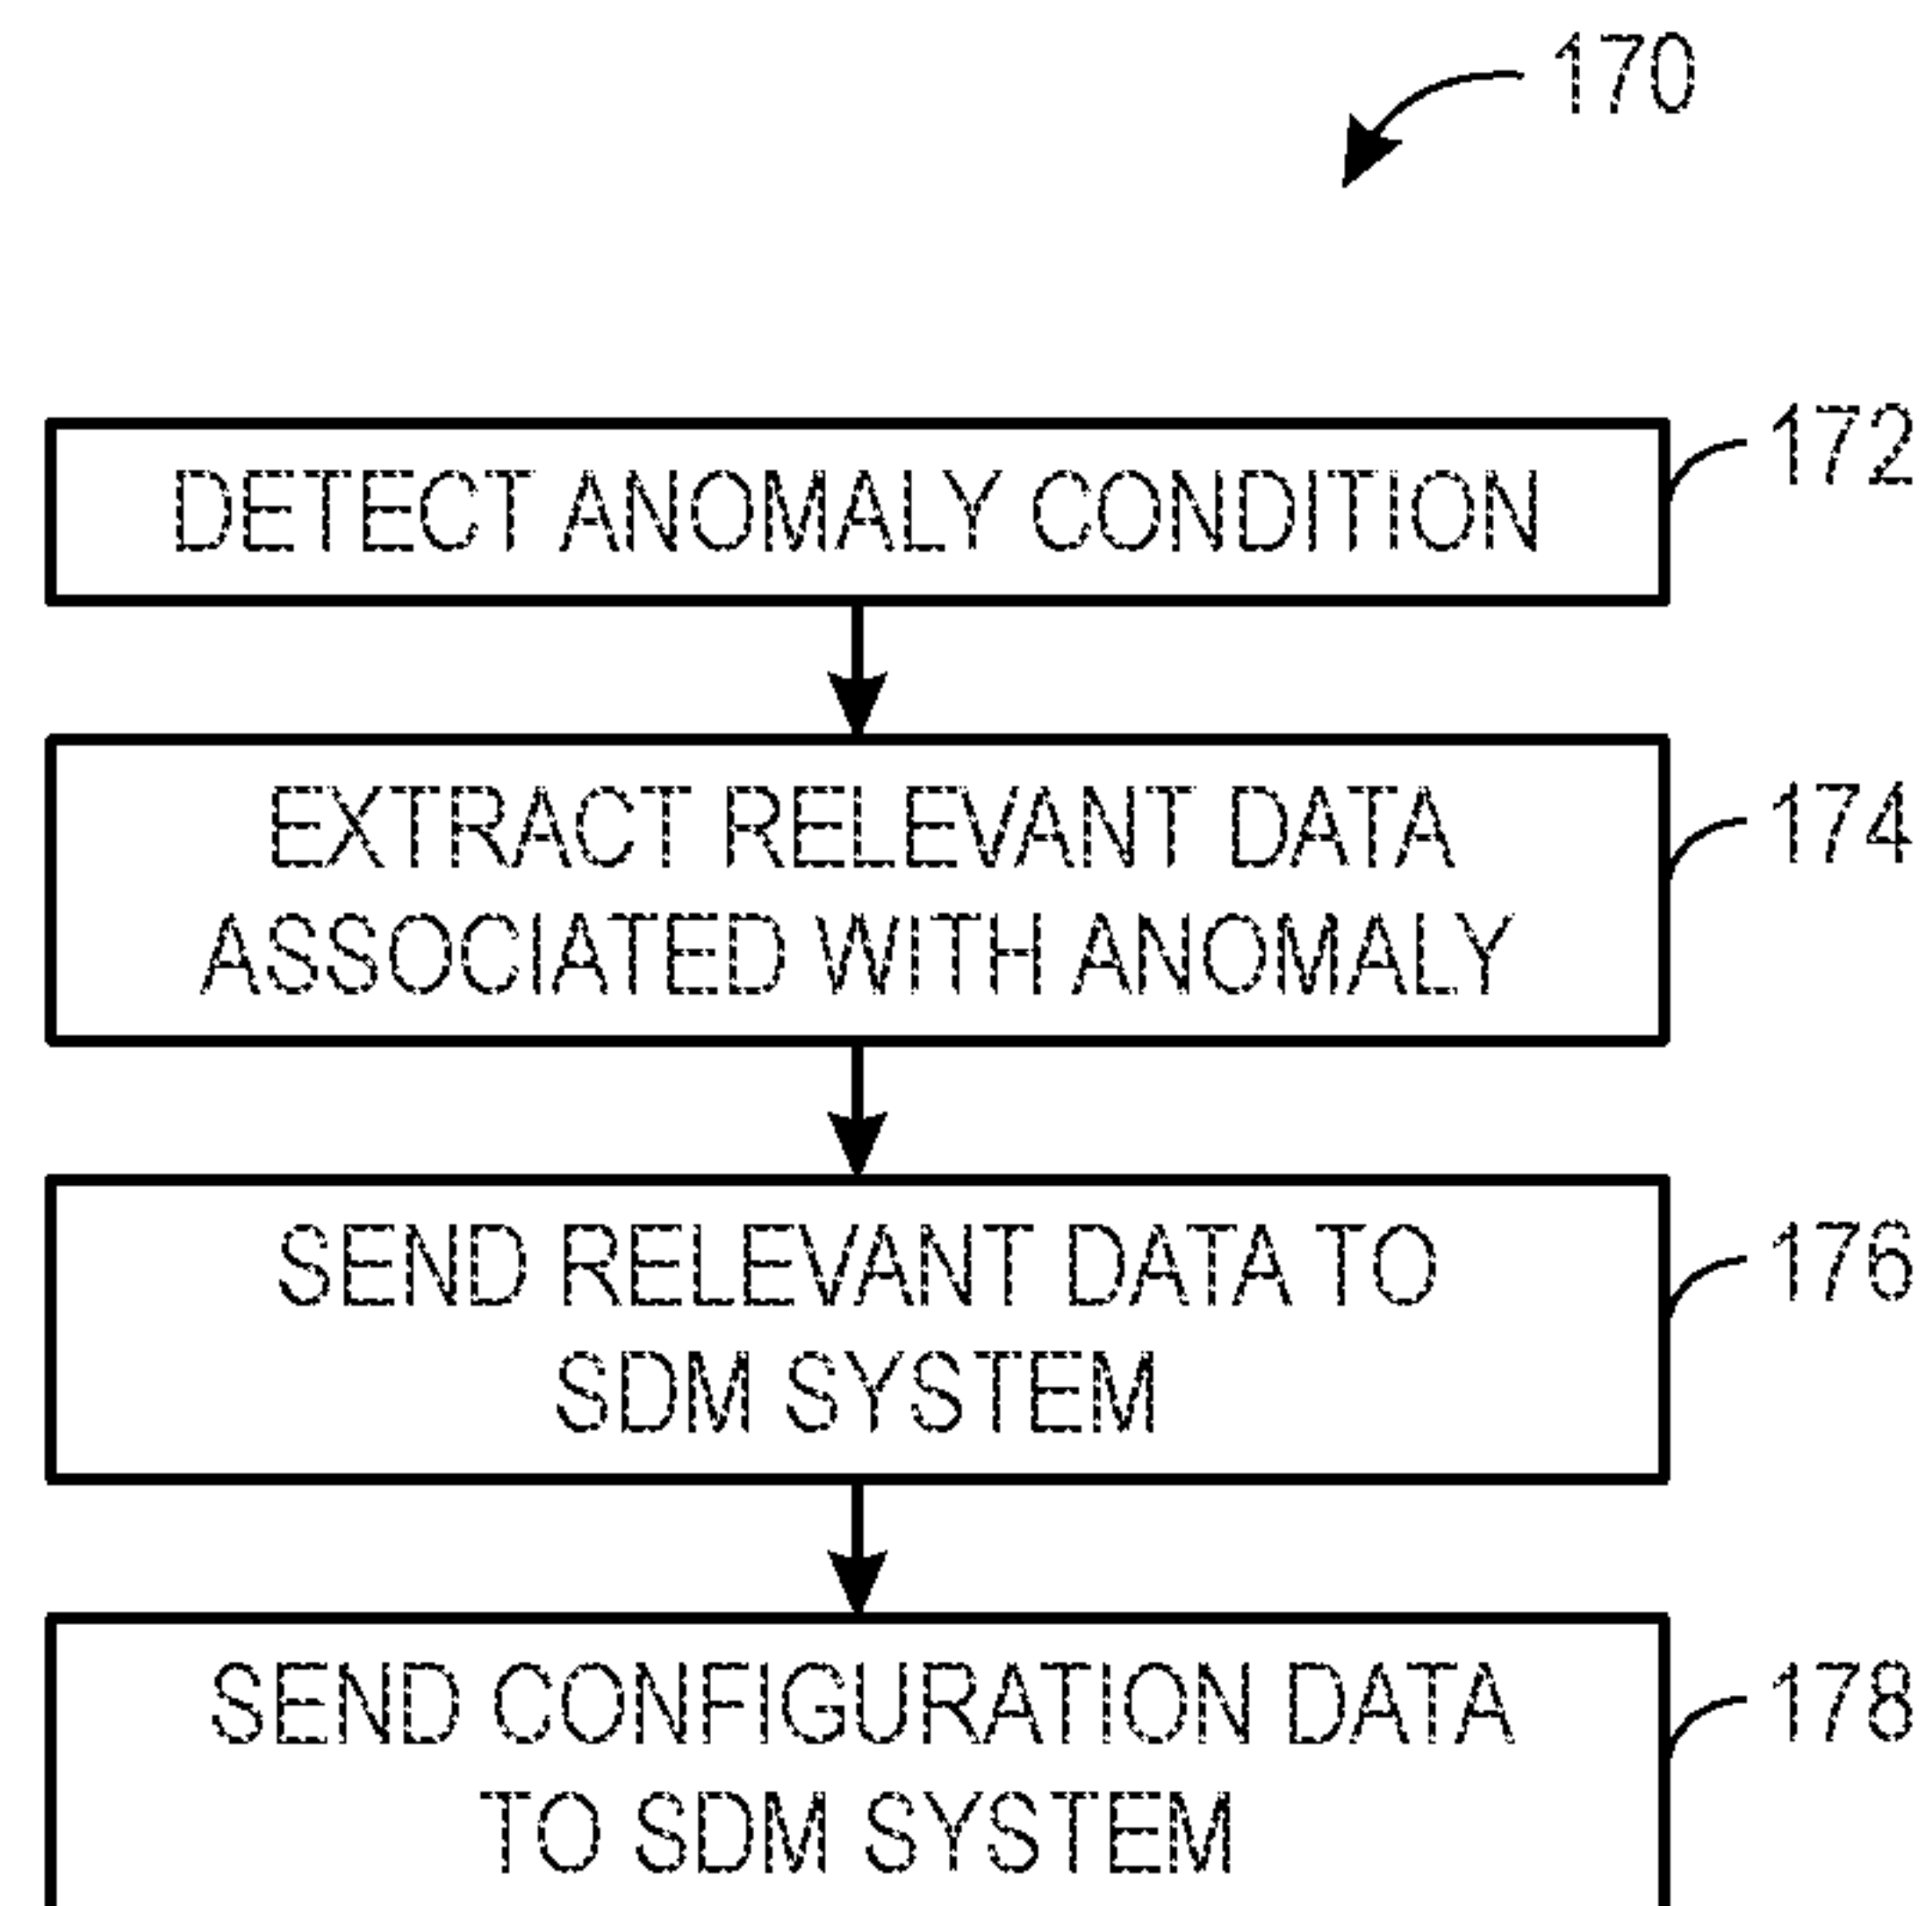 170
172
DETECT ANOMALY CONDITION
174
EXTRACT RELEVANT DATA
ASSOCIATED WITH ANOMALY
176
SEND RELEVANT DATA TO
SDM SYSTEM
178
SEND CONFIGURATION DATA
TO SDM SYSTEM